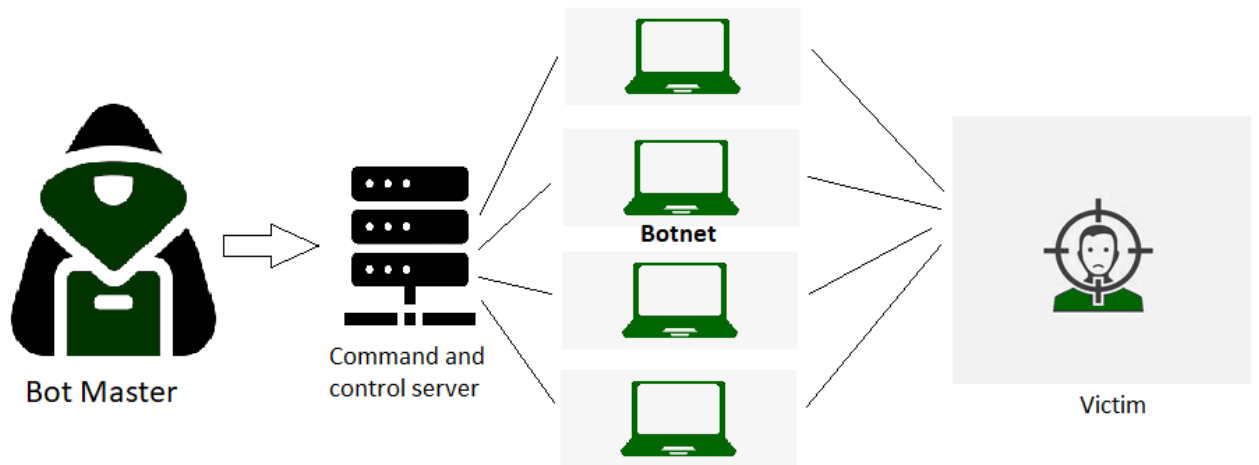 Bot Master
Command and
control server
Botnet
Victim